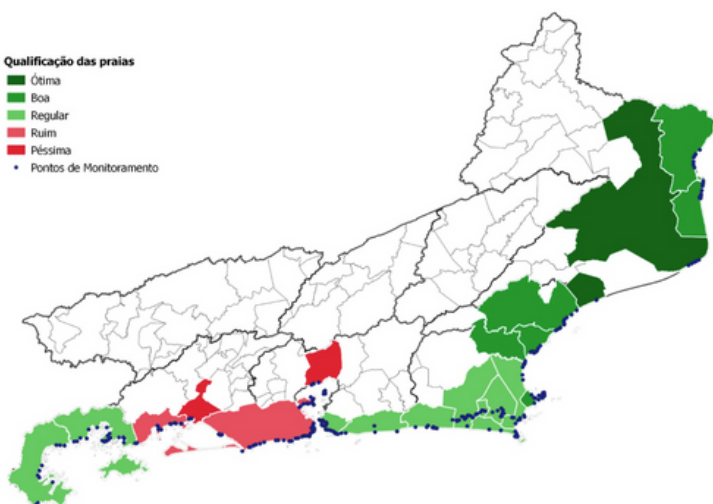 Qualificação das praias
Ótima
Boa
Regular
Ruim
Péssima
Pontos de Monitoramento